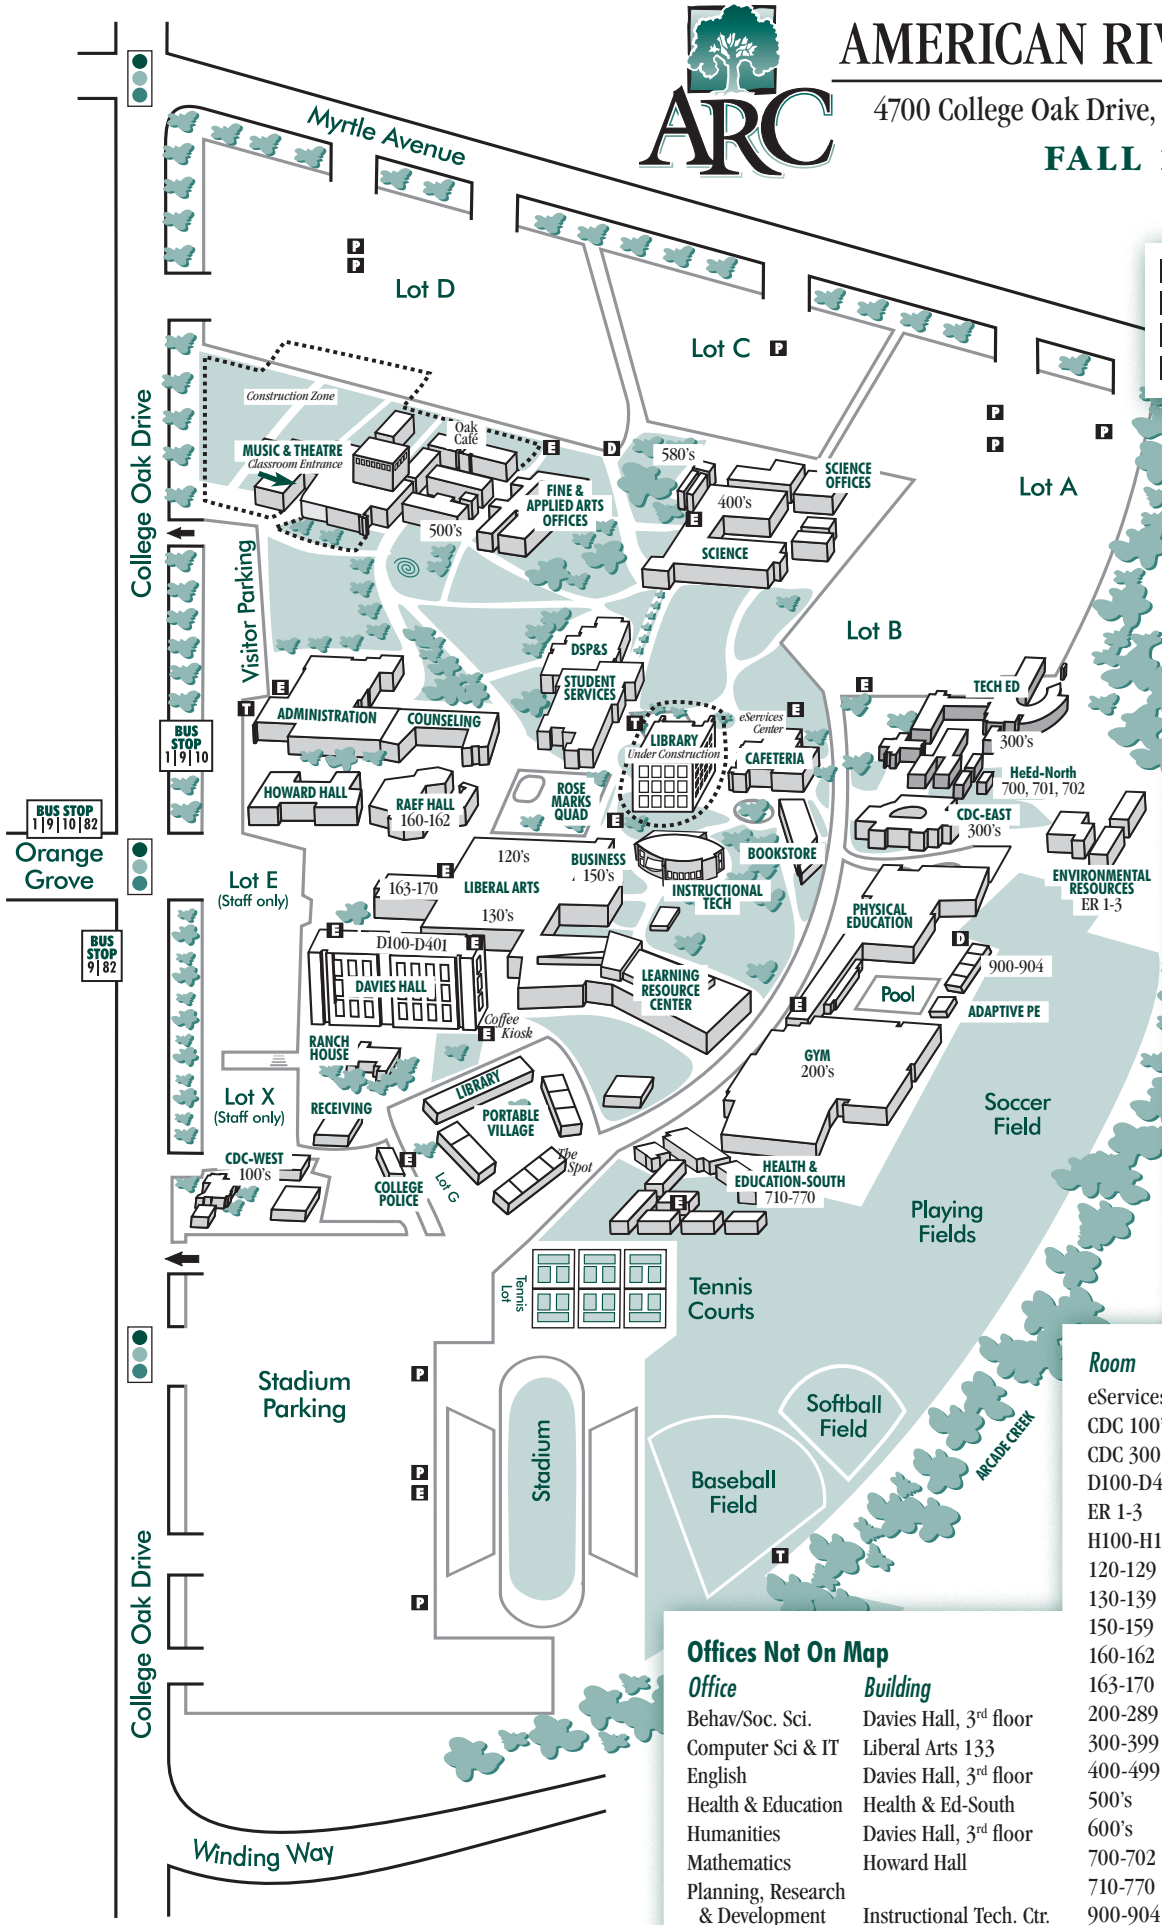 AMERICAN RIV
ARC
4700 College Oak Drive,
FALL
Myrtle Avenue
P
P
Lot D
Lot C P
P
P
P
Lot A
College Oak Drive
Construction Zone
Oak
Café
MUSIC & THEATRE
Classroom Entrance
E
D
580's
SCIENCE
OFFICES
FINE &
APPLIED ARTS
OFFICES
400's
E
500's
SCIENCE
Visitor Parking
Lot B
DSP&S
STUDENT
SERVICES
E
T
ADMINISTRATION
COUNSELING
T
LIBRARY
Under Construction
eServices
Center
E
CAFETERIA
E
TECH ED
300's
BUS
STOP
1|9|10
HeEd-North
700, 701, 702
HOWARD HALL
RAEF HALL
160-162
ROSE
MARKS
QUAD
E
CDC-EAST
300's
BUS STOP
1|9|10|82
Orange
Grove
120's
BUSINESS
150's
BOOKSTORE
INSTRUCTIONAL
TECH
ENVIRONMENTAL
RESOURCES
ER 1-3
Lot E
(Staff only)
E
163-170
LIBERAL ARTS
130's
PHYSICAL
EDUCATION
BUS
STOP
9|82
E
D100-D401
E
DAVIES HALL
D
900-904
LEARNING
RESOURCE
CENTER
Pool
ADAPTIVE PE
E
Coffee
Kiosk
E
RANCH
HOUSE
GYM
200's
LIBRARY
Lot X
(Staff only)
RECEIVING
PORTABLE
VILLAGE
Soccer
Field
The
Spot
CDC-WEST
100's
E
COLLEGE
POLICE
Lot G
HEALTH &
EDUCATION-SOUTH
710-770
E
Playing
Fields
Tennis
Lot
Tennis
Courts
Stadium
Parking
P
Stadium
Softball
Field
ARCADE CREEK
P
E
Baseball
Field
T
P
College Oak Drive
Winding Way
Offices Not On Map
Office Building
Behav/Soc. Sci. Davies Hall, 3rd floor
Computer Sci & IT Liberal Arts 133
English Davies Hall, 3rd floor
Health & Education Health & Ed-South
Humanities Davies Hall, 3rd floor
Mathematics Howard Hall
Planning, Research
& Development Instructional Tech. Ctr.
Room
eServices
CDC 100'
CDC 300
D100-D4
ER 1-3
H100-H1
120-129
130-139
150-159
160-162
163-170
200-289
300-399
400-499
500's
600's
700-702
710-770
900-904